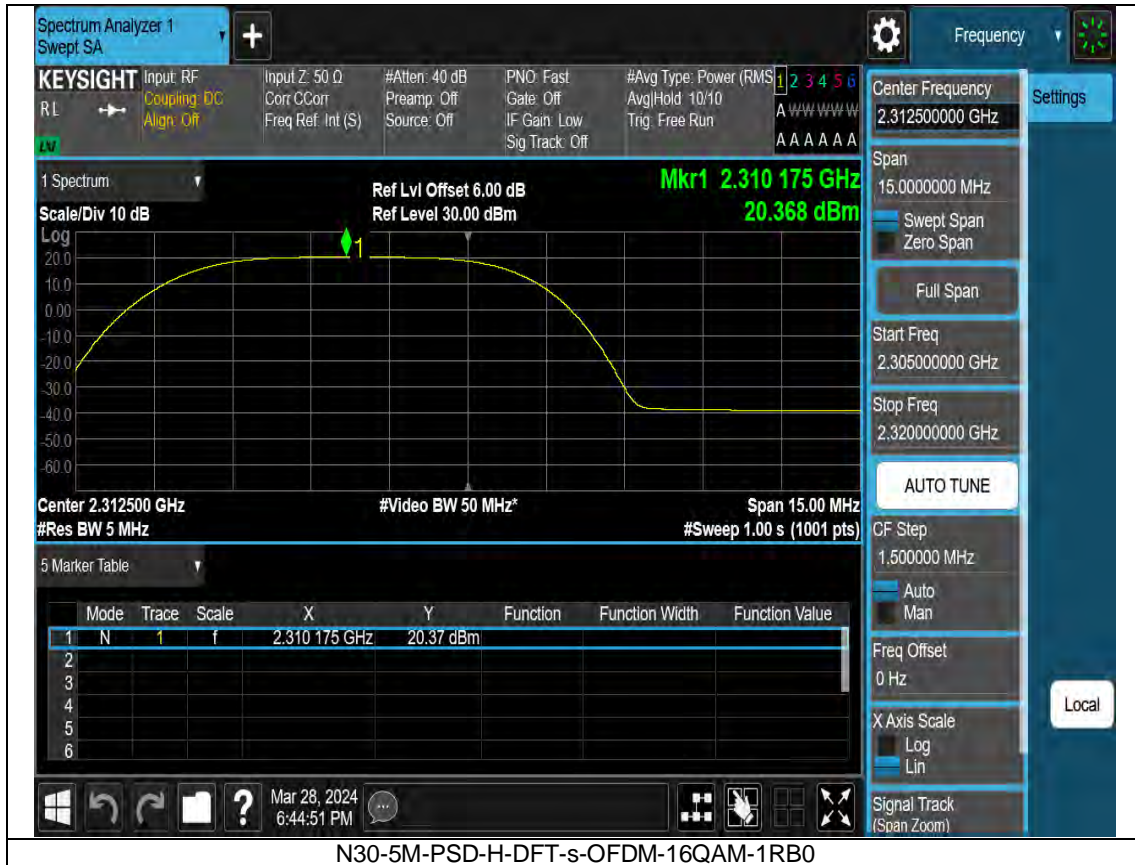 Spectrum Analyzer 1
Swept SA
Frequency
KEYSIGHT
RL
Input: RF
Coupling: DC
Align: Off
Input Z: 50 Ω
Corr CCorr
Freq Ref: Int (S)
#Atten: 40 dB
Preamp: Off
Source: Off
PNO: Fast
Gate: Off
IF Gain: Low
Sig Track: Off
#Avg Type: Power (RMS
Avg|Hold: 10/10
Trig: Free Run
1 2 3 4 5 6
A W W W W W
A A A A A A
1 Spectrum
Scale/Div 10 dB
Ref Lvl Offset 6.00 dB
Ref Level 30.00 dBm
Mkr1 2.310 175 GHz
20.368 dBm
Log
1
20.0
10.0
0.00
-10.0
-20.0
-30.0
-40.0
-50.0
-60.0
Center 2.312500 GHz
#Video BW 50 MHz*
Span 15.00 MHz
#Res BW 5 MHz
#Sweep 1.00 s (1001 pts)
5 Marker Table
Mode Trace Scale X Y Function Function Width Function Value
1 N 1 f 2.310 175 GHz 20.37 dBm
2
3
4
5
6
Mar 28, 2024
6:44:51 PM
Center Frequency
2.312500000 GHz
Settings
Span
15.0000000 MHz
Swept Span
Zero Span
Full Span
Start Freq
2.305000000 GHz
Stop Freq
2.320000000 GHz
AUTO TUNE
CF Step
1.500000 MHz
Auto
Man
Freq Offset
0 Hz
X Axis Scale
Log
Lin
Local
Signal Track
(Span Zoom)
N30-5M-PSD-H-DFT-s-OFDM-16QAM-1RB0